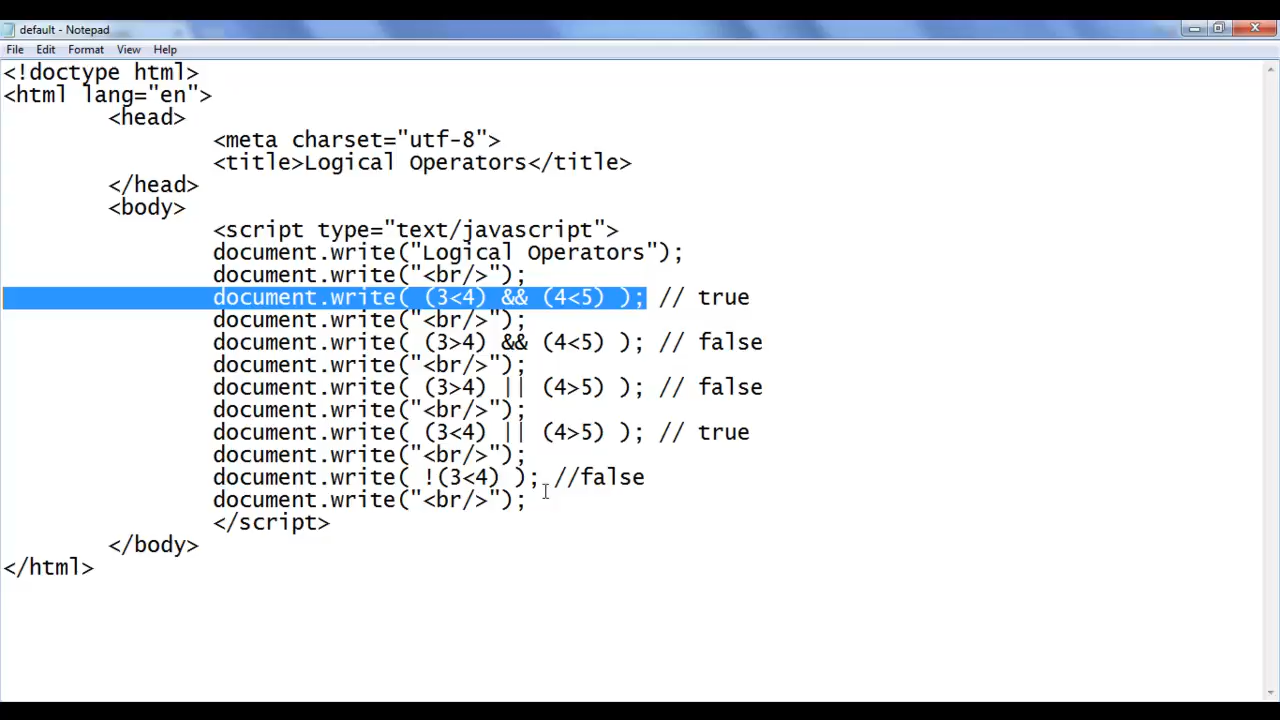 default - Notepad
File Edit Format View Help
<!doctype html>
<html lang="en">
<head>
<meta charset="utf-8">
<title>Logical Operators</title>
</head>
<body>
<script type="text/javascript">
document.write("Logical Operators");
document.write("<br/>");
document.write( (3<4) && (4<5) ); // true
document.write("<br/>");
document.write( (3>4) && (4<5) ); // false
document.write("<br/>");
document.write( (3>4) || (4>5) ); // false
document.write("<br/>");
document.write( (3<4) || (4>5) ); // true
document.write("<br/>");
document.write( !(3<4) ); //false
document.write("<br/>");
</script>
</body>
</html>